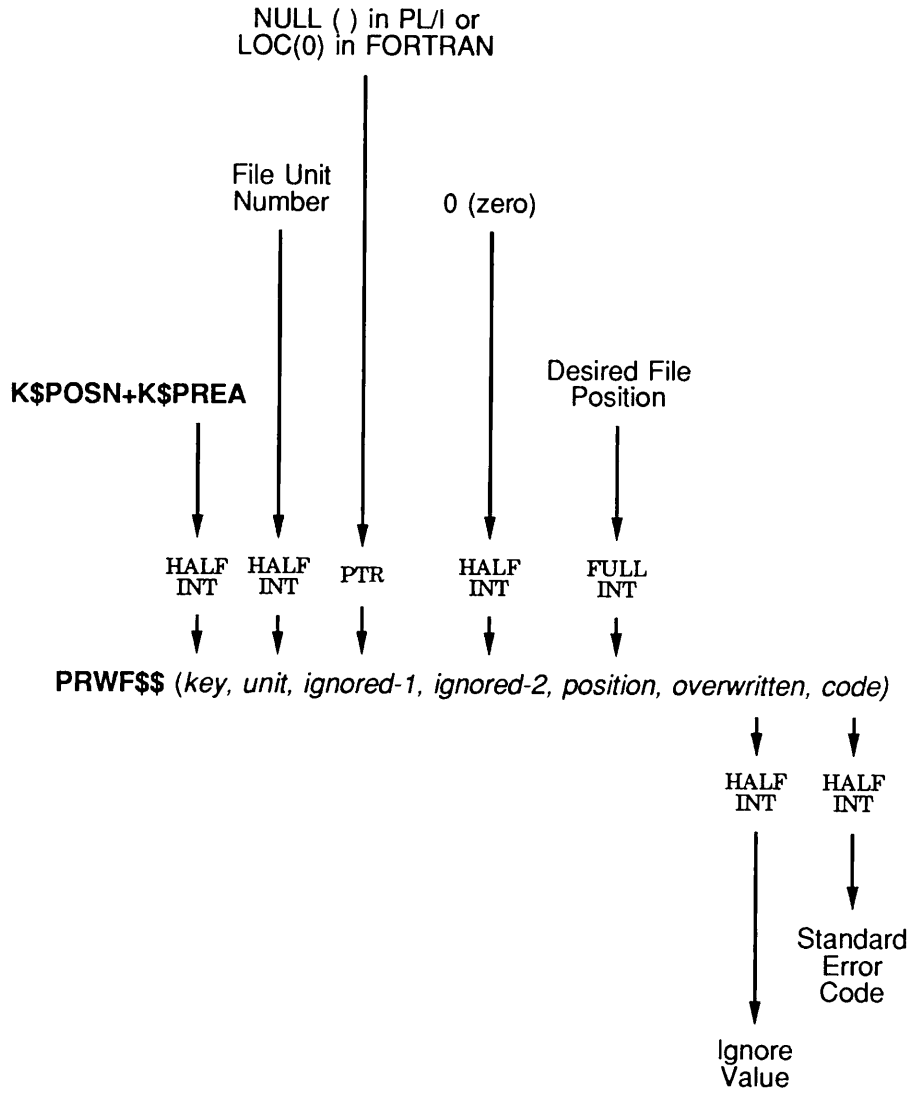 NULL ( ) in PL/I or
LOC(0) in FORTRAN
File Unit
Number
0 (zero)
Desired File
Position
K$POSN+K$PREA
HALF
INT
HALF
INT
PTR
HALF
INT
FULL
INT
PRWF$$ (key, unit, ignored-1, ignored-2, position, overwritten, code)
HALF
INT
HALF
INT
Standard
Error
Code
Ignore
Value